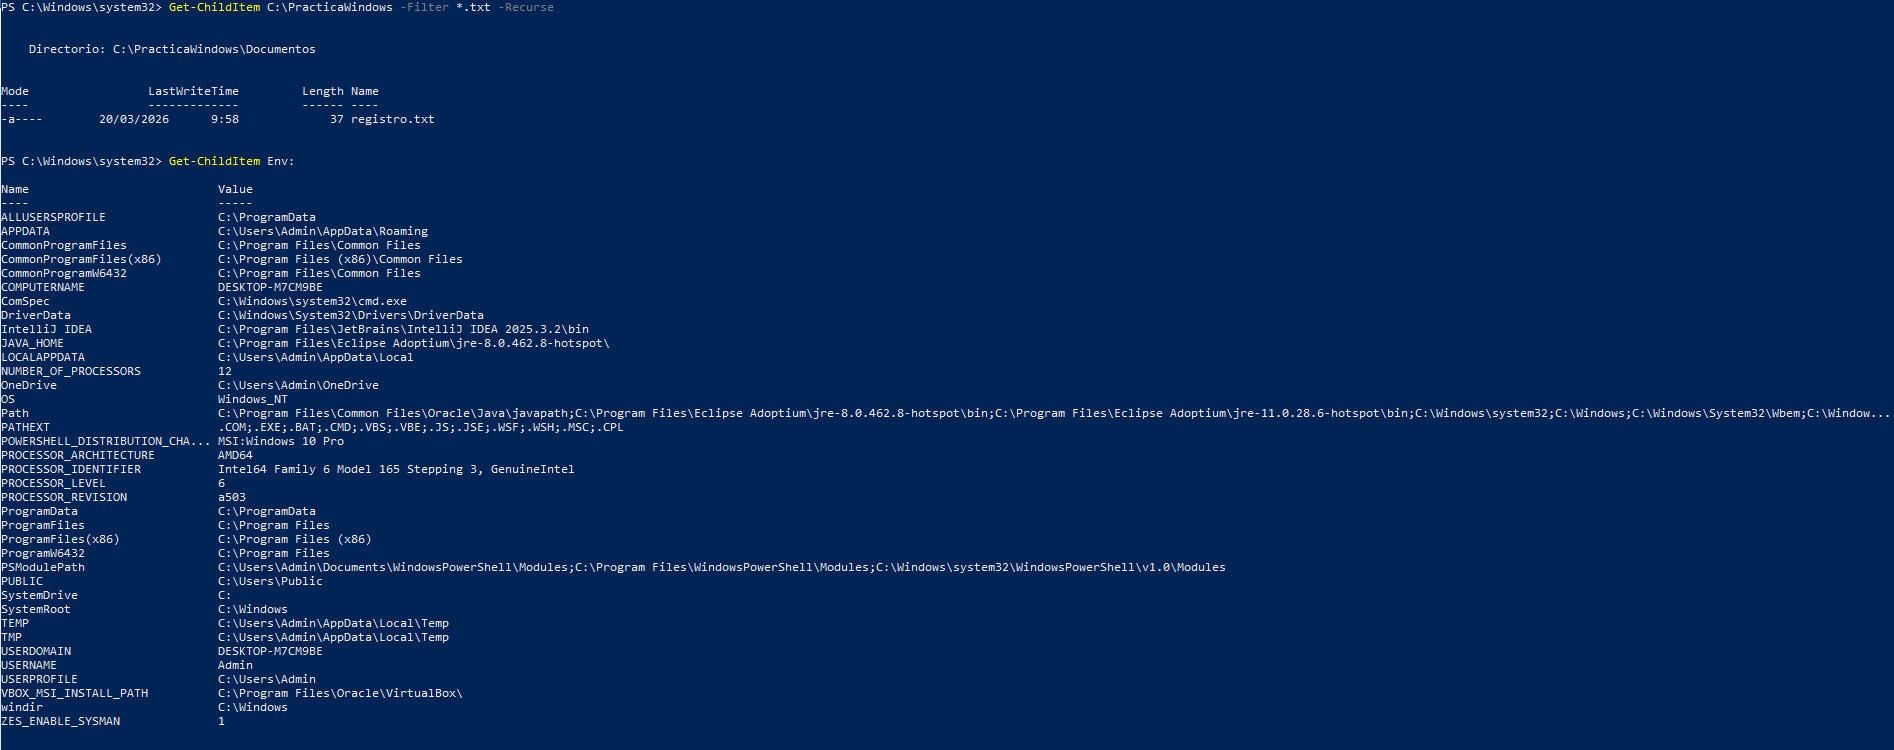 PS C:\Windows\system32> Get-ChildItem C:\PracticaWindows -Filter *.txt -Recurse
Directorio: C:\PracticaWindows\Documentos
Mode LastWriteTime Length Name
---- ------------- ------ ----
-a---- 20/03/2026 9:58 37 registro.txt
PS C:\Windows\system32> Get-ChildItem Env:
Name Value
---- -----
ALLUSERSPROFILE C:\ProgramData
APPDATA C:\Users\Admin\AppData\Roaming
CommonProgramFiles C:\Program Files\Common Files
CommonProgramFiles(x86) C:\Program Files (x86)\Common Files
CommonProgramW6432 C:\Program Files\Common Files
COMPUTERNAME DESKTOP-M7CM9BE
ComSpec C:\Windows\system32\cmd.exe
DriverData C:\Windows\System32\Drivers\DriverData
IntelliJ IDEA C:\Program Files\JetBrains\IntelliJ IDEA 2025.3.2\bin
JAVA_HOME C:\Program Files\Eclipse Adoptium\jre-8.0.462.8-hotspot\
LOCALAPPDATA C:\Users\Admin\AppData\Local
NUMBER_OF_PROCESSORS 12
OneDrive C:\Users\Admin\OneDrive
OS Windows_NT
Path C:\Program Files\Common Files\Oracle\Java\javapath;C:\Program Files\Eclipse Adoptium\jre-8.0.462.8-hotspot\bin;C:\Program Files\Eclipse Adoptium\jre-11.0.28.6-hotspot\bin;C:\Windows\system32;C:\Windows;C:\Windows\System32\Wbem;C:\Window...
PATHEXT .COM;.EXE;.BAT;.CMD;.VBS;.VBE;.JS;.JSE;.WSF;.WSH;.MSC;.CPL
POWERSHELL_DISTRIBUTION_CHA... MSI:Windows 10 Pro
PROCESSOR_ARCHITECTURE AMD64
PROCESSOR_IDENTIFIER Intel64 Family 6 Model 165 Stepping 3, GenuineIntel
PROCESSOR_LEVEL 6
PROCESSOR_REVISION a503
ProgramData C:\ProgramData
ProgramFiles C:\Program Files
ProgramFiles(x86) C:\Program Files (x86)
ProgramW6432 C:\Program Files
PSModulePath C:\Users\Admin\Documents\WindowsPowerShell\Modules;C:\Program Files\WindowsPowerShell\Modules;C:\Windows\system32\WindowsPowerShell\v1.0\Modules
PUBLIC C:\Users\Public
SystemDrive C:
SystemRoot C:\Windows
TEMP C:\Users\Admin\AppData\Local\Temp
TMP C:\Users\Admin\AppData\Local\Temp
USERDOMAIN DESKTOP-M7CM9BE
USERNAME Admin
USERPROFILE C:\Users\Admin
VBOX_MSI_INSTALL_PATH C:\Program Files\Oracle\VirtualBox\
windir C:\Windows
ZES_ENABLE_SYSMAN 1